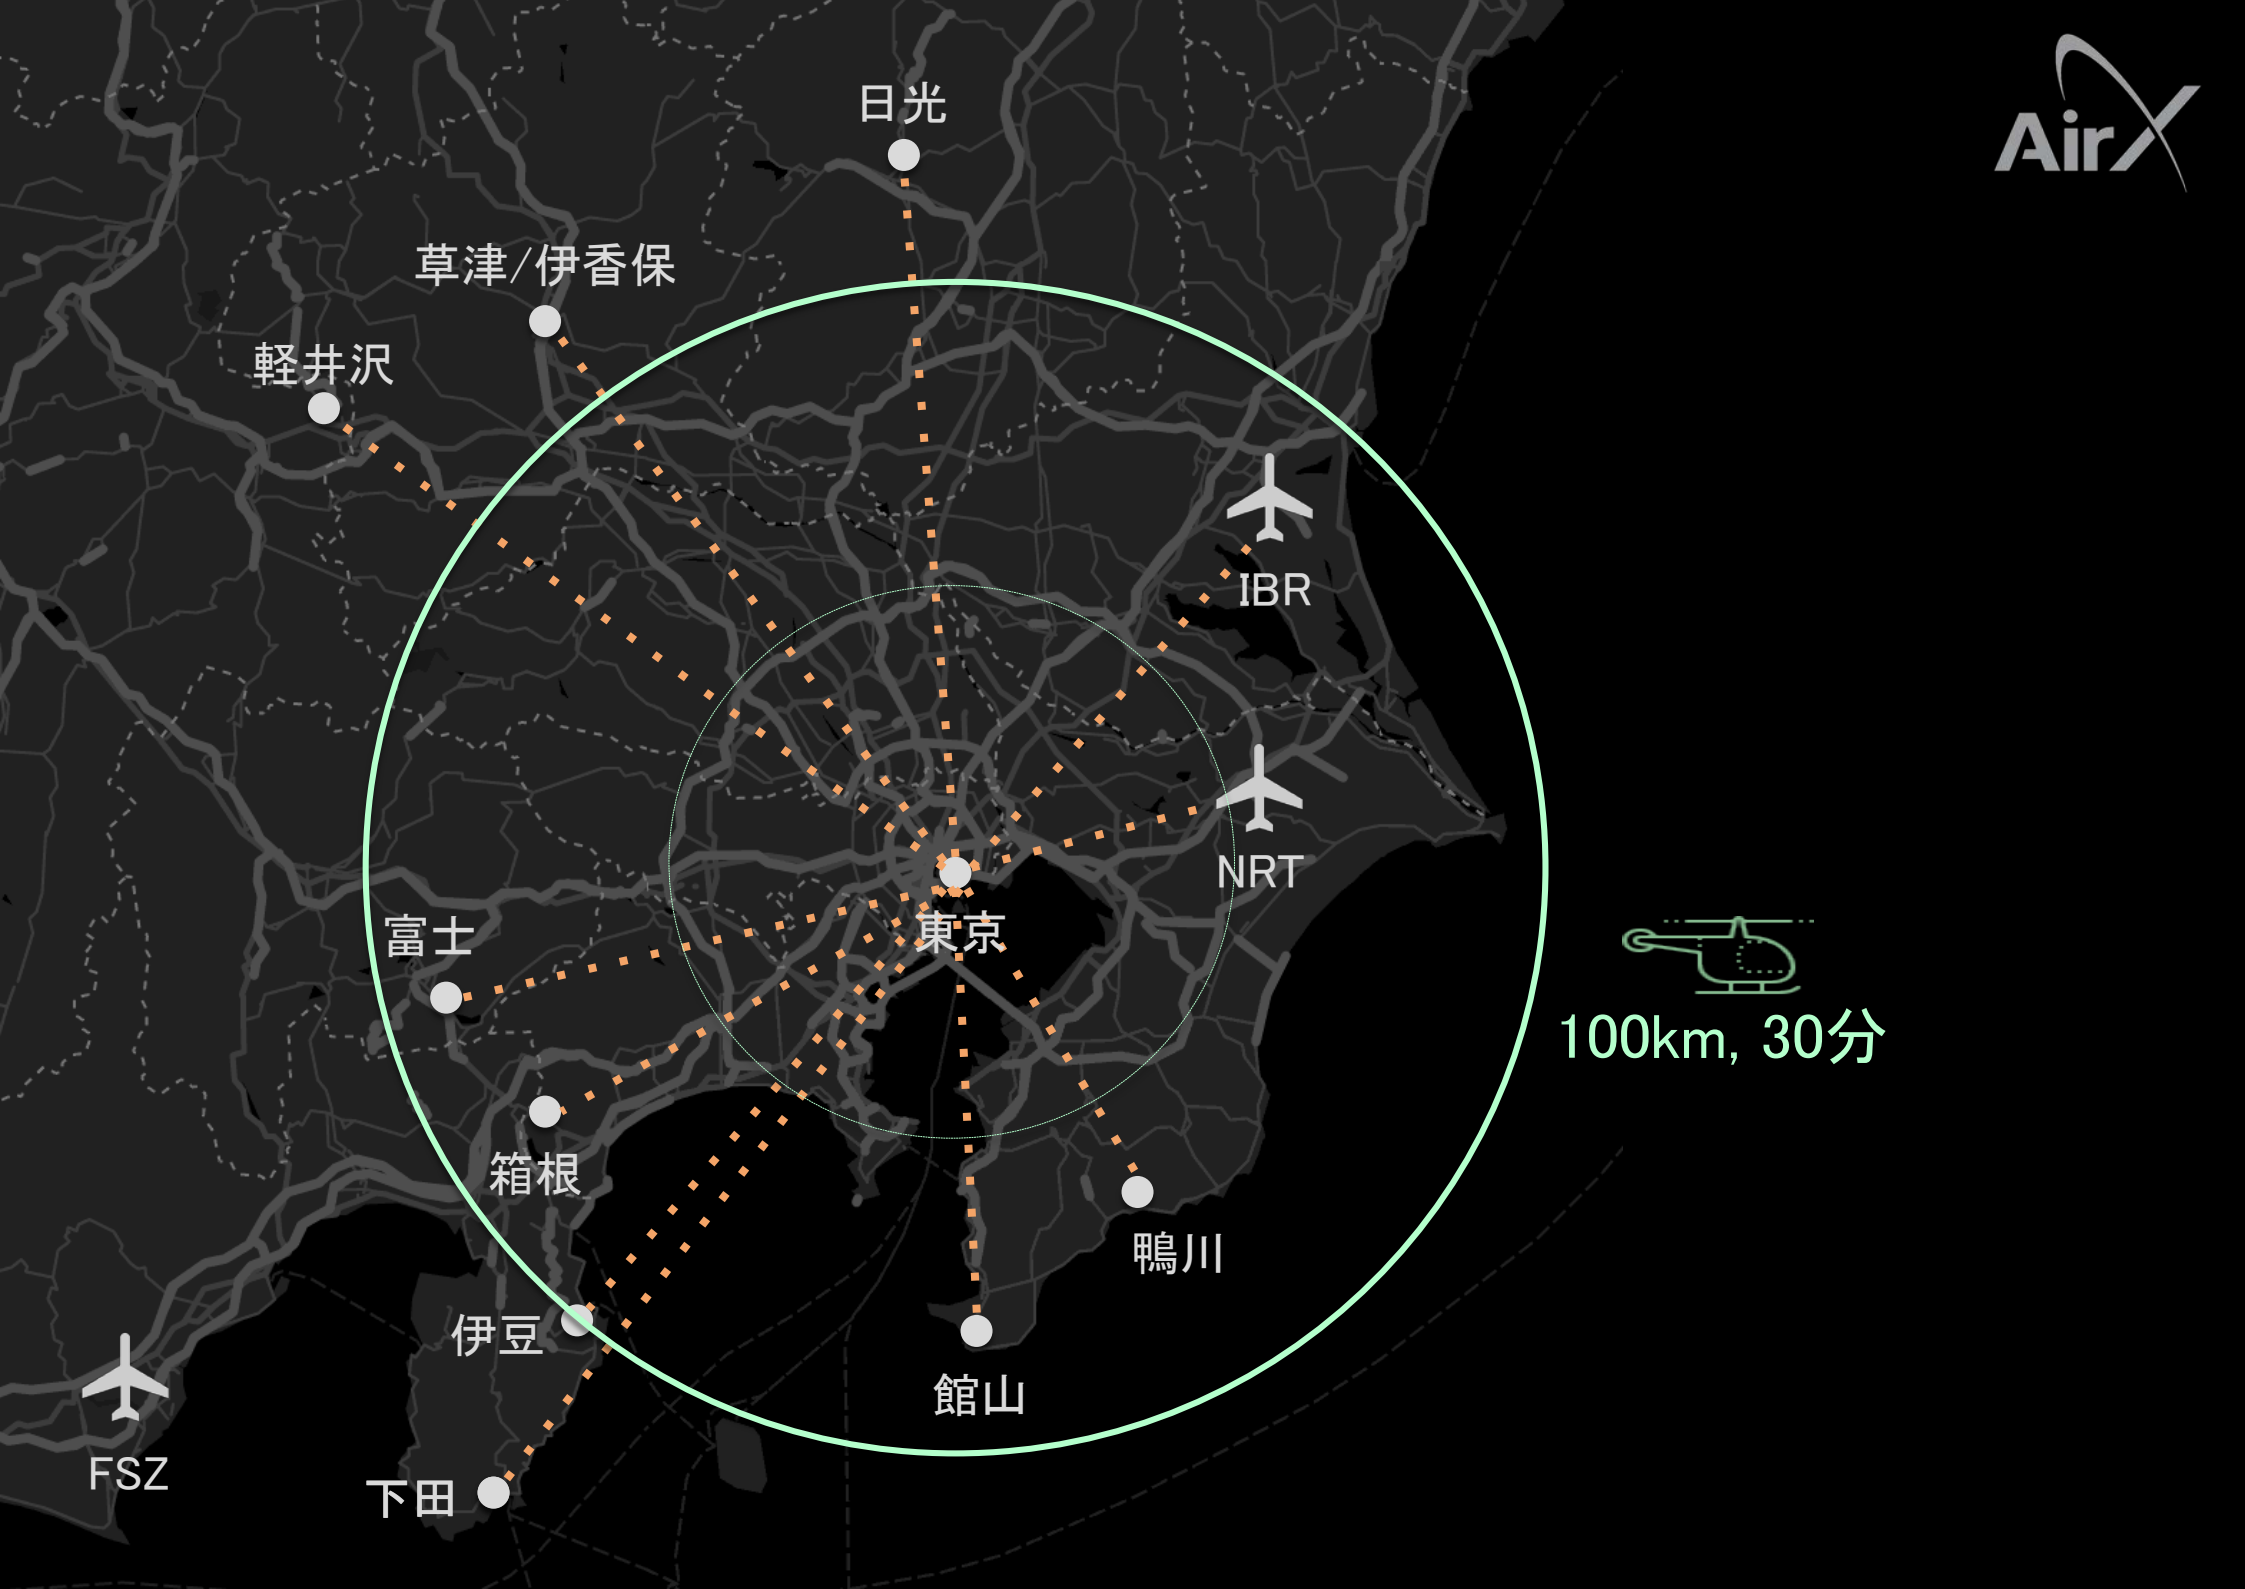 AirX
日光
草津/伊香保
軽井沢
IBR
NRT
東京
富士
100km, 30分
箱根
鴨川
伊豆
館山
FSZ
下田